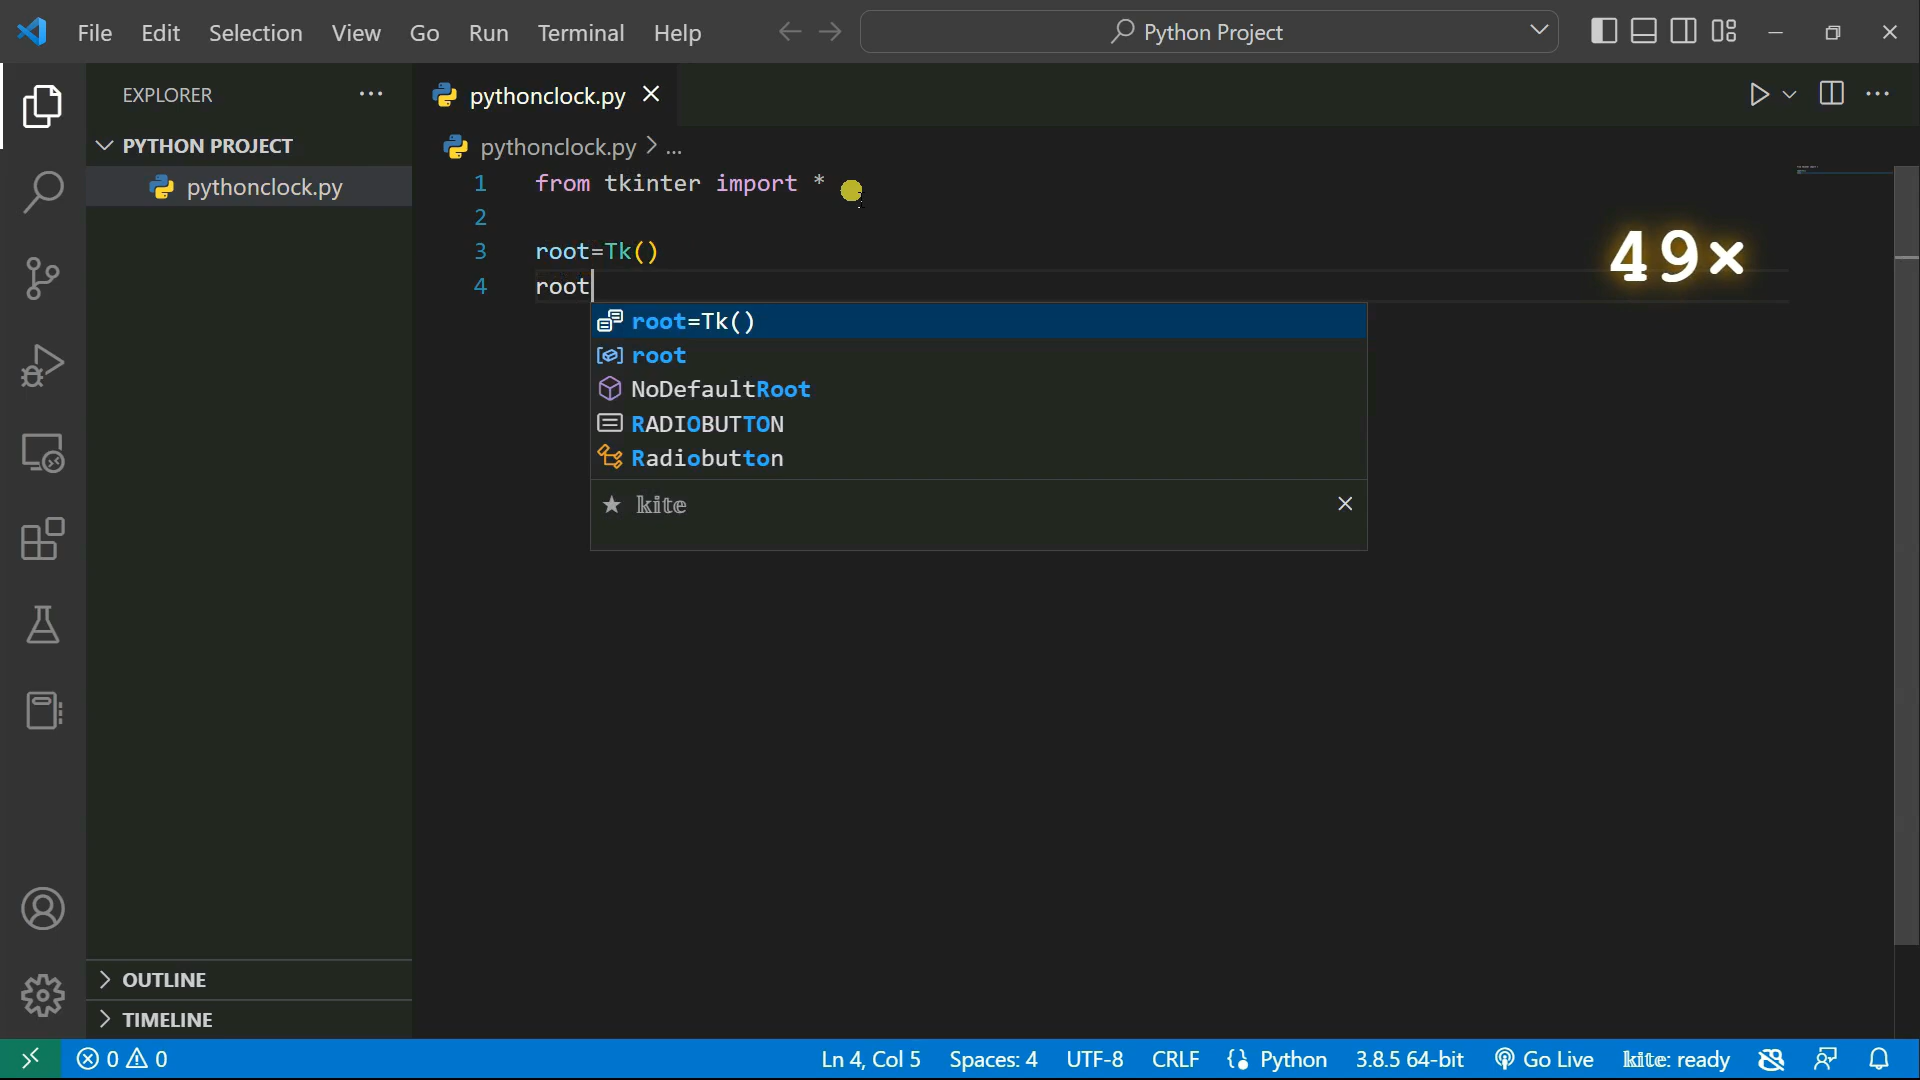 File Edit Selection View Go Run Terminal Help
Python Project
EXPLORER
PYTHON PROJECT
pythonclock.py
OUTLINE
TIMELINE
pythonclock.py
pythonclock.py > ...
1 from tkinter import *
2
3 root=Tk()
4 root
root=Tk()
root
NoDefaultRoot
RADIOBUTTON
Radiobutton
★ kite
49×
0 0
Ln 4, Col 5 Spaces: 4 UTF-8 CRLF Python 3.8.5 64-bit Go Live kite: ready